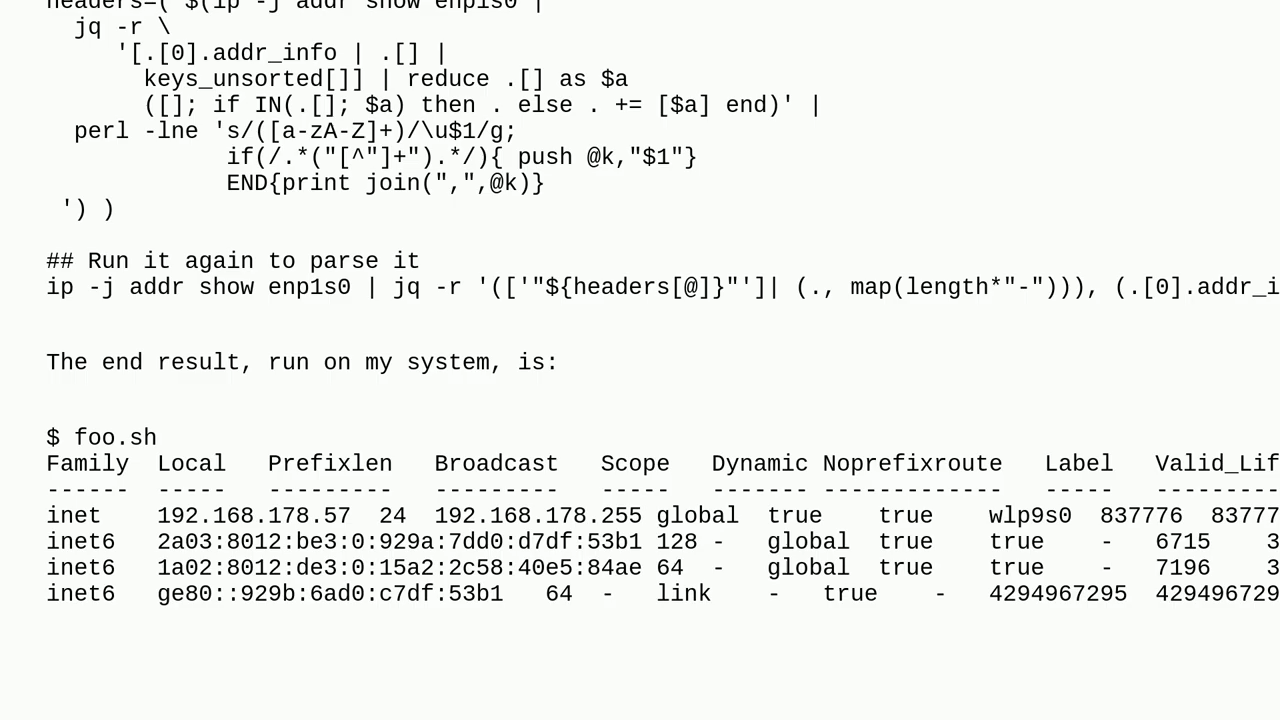 headers=( $(ip -j addr show enp1s0 |
jq -r \
'[.[0].addr_info | .[] |
keys_unsorted[]] | reduce .[] as $a
([]; if IN(.[]; $a) then . else . += [$a] end)' |
perl -lne 's/([a-zA-Z]+)/\u$1/g;
if(/.*("[^"]+").*/){ push @k,"$1"}
END{print join(",",@k)}
') )
## Run it again to parse it
ip -j addr show enp1s0 | jq -r '(['"${headers[@]}"']| (., map(length*"-"))), (.[0].addr_i
The end result, run on my system, is:
$ foo.sh
Family  Local   Prefixlen   Broadcast   Scope   Dynamic Noprefixroute   Label   Valid_Lif
------  -----   ---------   ---------   -----   ------- -------------   -----   ---------
inet    192.168.178.57  24  192.168.178.255 global  true    true    wlp9s0  837776  83777
inet6   2a03:8012:be3:0:929a:7dd0:d7df:53b1 128 -   global  true    true    -   6715    3
inet6   1a02:8012:de3:0:15a2:2c58:40e5:84ae 64  -   global  true    true    -   7196    3
inet6   ge80::929b:6ad0:c7df:53b1   64  -   link    -   true    -   4294967295  429496729